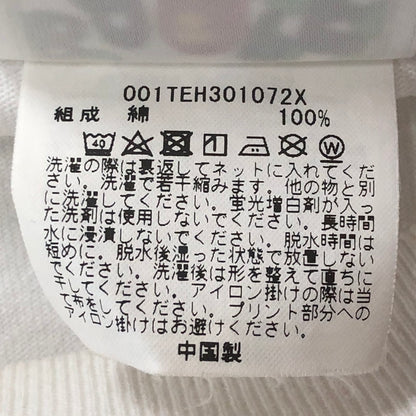 001TEH301072X
組成 綿 100%
40
W
洗濯の際は裏返してネットに入れてくだ
さい。洗濯で若干縮みます。他の物と別
に洗濯してください。蛍光増白剤が入っ
た洗剤は使用しないでください。長時間
水に浸漬しないでください。脱水時間は
短めに。脱水後湿った状態で放置しない
でください。洗濯後は形を整えて直ちに
干してください。アイロン掛けの際は当
て布をしてください。プリント部分への
アイロン掛けはお避けください。
中国製